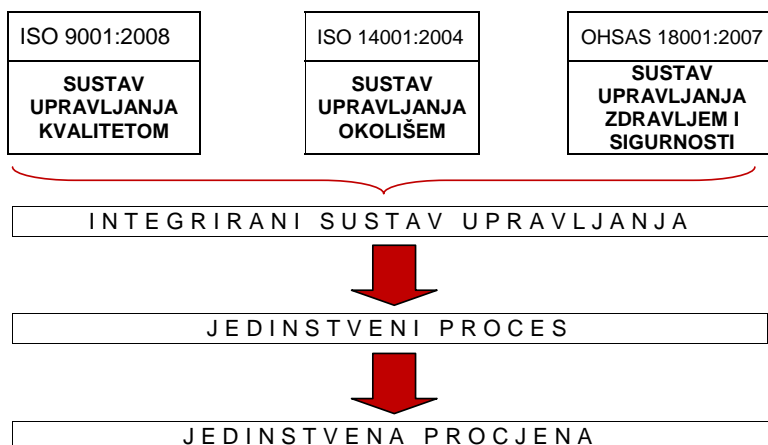 ISO 9001:2008
SUSTAV
UPRAVLJANJA
KVALITETOM
ISO 14001:2004
SUSTAV
UPRAVLJANJA
OKOLIŠEM
OHSAS 18001:2007
SUSTAV
UPRAVLJANJA
ZDRAVLJEM I
SIGURNOSTI
INTEGRIRANI SUSTAV UPRAVLJANJA
JEDINSTVENI PROCES
JEDINSTVENA PROCJENA